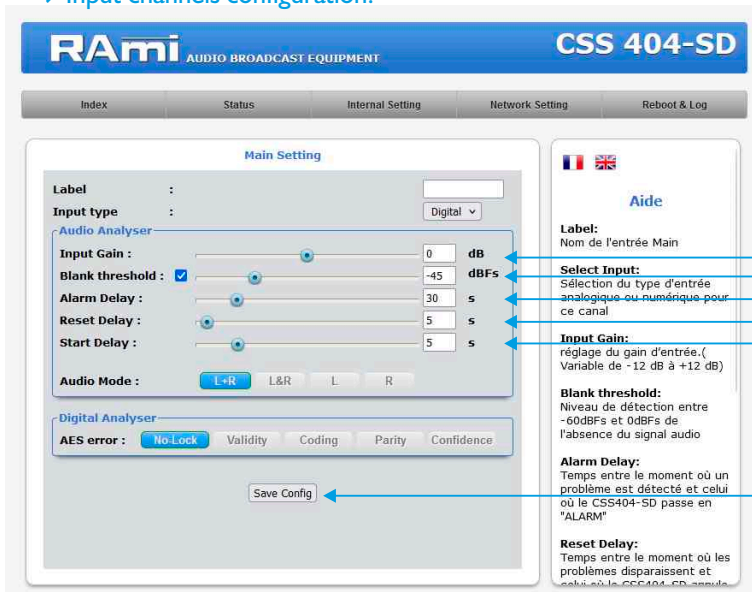 Input channels configuration:
RAmi AUDIO BROADCAST EQUIPMENT
CSS 404-SD
Index Status Internal Setting Network Setting Reboot & Log
Main Setting
Label :
Input type : Digital
Audio Analyser
Input Gain : 0 dB
Blank threshold : -45 dBFs
Alarm Delay : 30 s
Reset Delay : 5 s
Start Delay : 5 s
Audio Mode : L+R L&R L R
Digital Analyser
AES error : No-Lock Validity Coding Parity Confidence
Save Config
Aide
Label:
Nom de l'entrée Main
Select Input:
Sélection du type d'entrée
analogique ou numérique pour
ce canal
Input Gain:
réglage du gain d'entrée.(
Variable de -12 dB à +12 dB)
Blank threshold:
Niveau de détection entre
-60dBFs et 0dBFs de
l'absence du signal audio
Alarm Delay:
Temps entre le moment où un
problème est détecté et celui
où le CSS404-SD passe en
"ALARM"
Reset Delay:
Temps entre le moment où les
problèmes disparaissent et
celui où le CSS404-SD annule